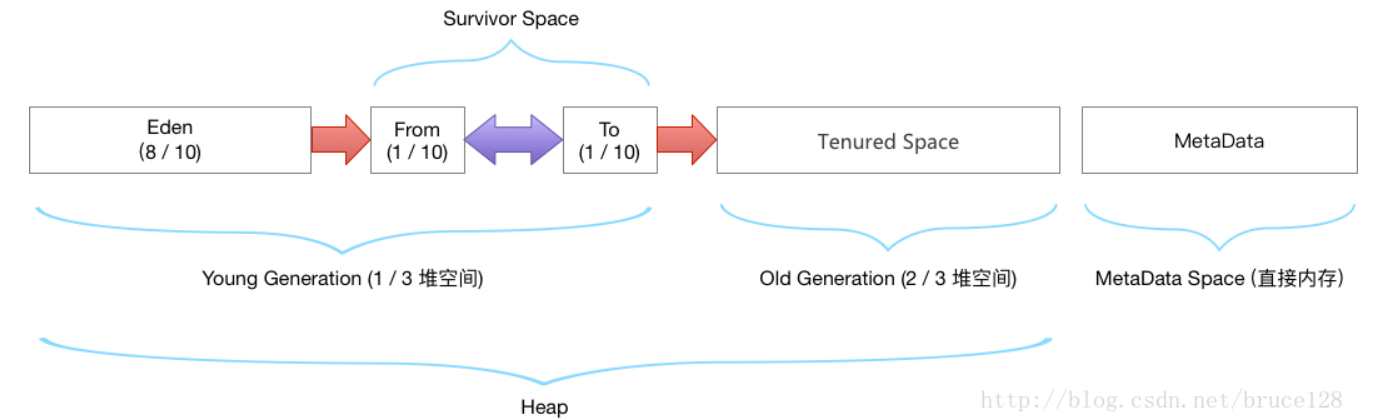 Survivor Space
Eden
(8 / 10)
From
(1 / 10)
To
(1 / 10)
Tenured Space
MetaData
Young Generation (1 / 3 堆空间)
Old Generation (2 / 3 堆空间)
MetaData Space (直接内存)
Heap
http://blog.csdn.net/bruce128